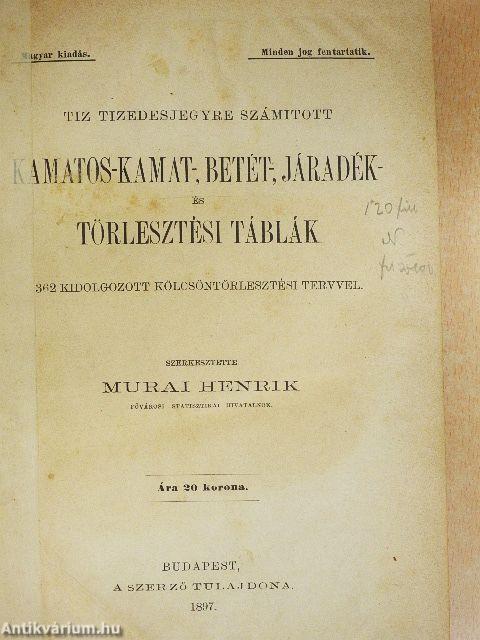 Magyar kiadás.
Minden jog fentartatik.
TIZ TIZEDESJEGYRE SZÁMITOTT
KAMATOS-KAMAT-, BETÉT-, JÁRADÉK-
ÉS
TÖRLESZTÉSI TÁBLÁK
362 KIDOLGOZOTT KÖLCSÖNTÖRLESZTÉSI TERVVEL.
SZERKESZTETTE
MURAI HENRIK
FŐVÁROSI STATISZTIKAI HIVATALNOK.
Ára 20 korona.
BUDAPEST,
A SZERZŐ TULAJDONA.
1897.
Antikvárium.hu